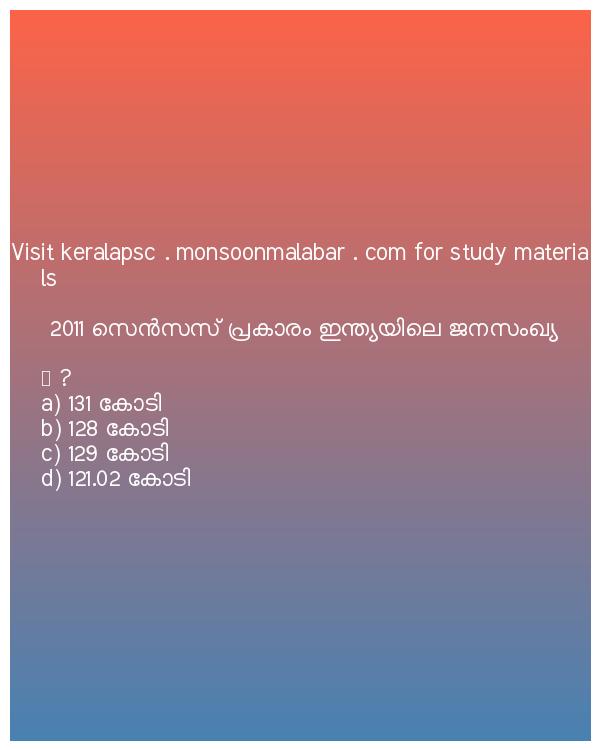 Visit keralapsc . monsoonmalabar . com for study materia
ls
2011 സെൻസസ് പ്രകാരം ഇന്ത്യയിലെ ജനസംഖ്യ
?
a) 131 കോടി
b) 128 കോടി
c) 129 കോടി
d) 121.02 കോടി